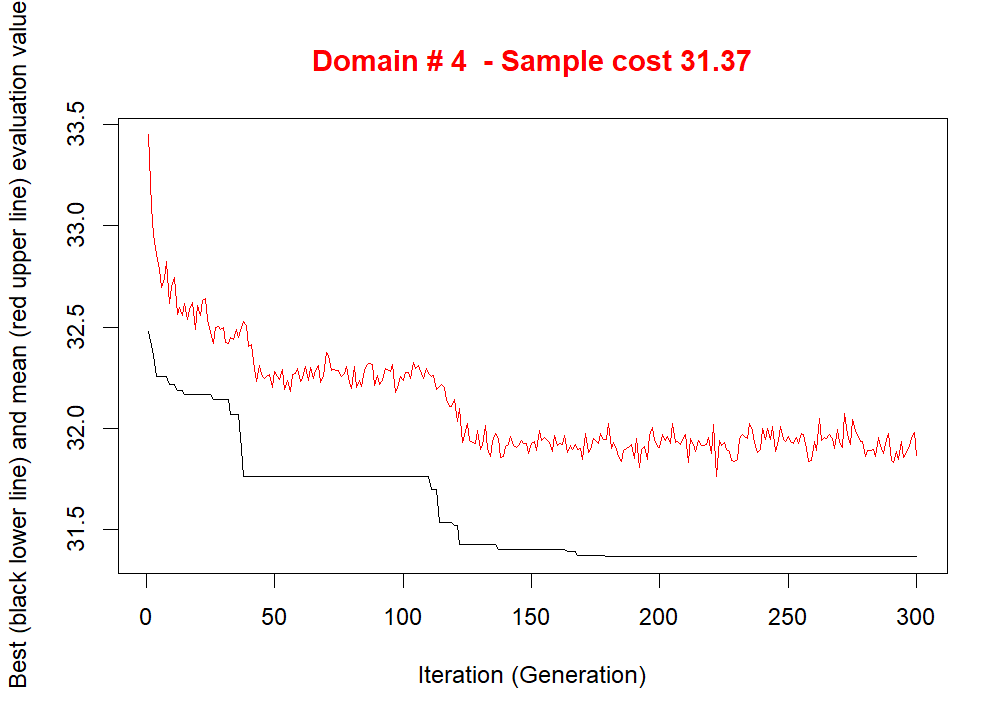 Domain # 4  - Sample cost 31.37
Best (black lower line) and mean (red upper line) evaluation value
33.5
33.0
32.5
32.0
31.5
0 50 100 150 200 250 300
Iteration (Generation)